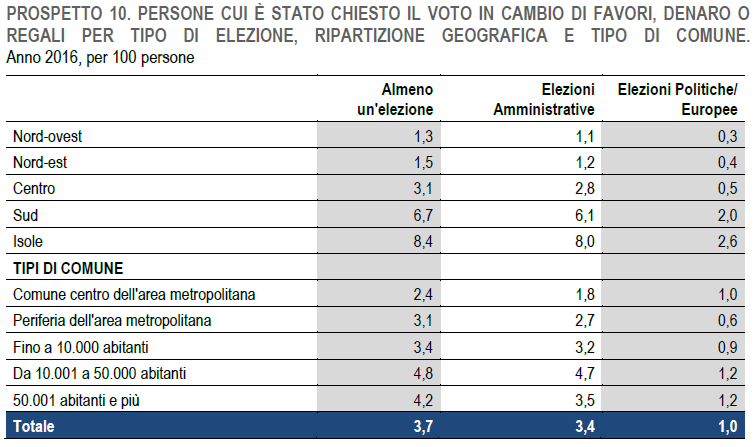 PROSPETTO 10. PERSONE CUI È STATO CHIESTO IL VOTO IN CAMBIO DI FAVORI, DENARO O
REGALI PER TIPO DI ELEZIONE, RIPARTIZIONE GEOGRAFICA E TIPO DI COMUNE.
Anno 2016, per 100 persone
Almeno un'elezione Elezioni Amministrative Elezioni Politiche/ Europee
Nord-ovest 1,3 1,1 0,3
Nord-est 1,5 1,2 0,4
Centro 3,1 2,8 0,5
Sud 6,7 6,1 2,0
Isole 8,4 8,0 2,6
TIPI DI COMUNE
Comune centro dell'area metropolitana 2,4 1,8 1,0
Periferia dell'area metropolitana 3,1 2,7 0,6
Fino a 10.000 abitanti 3,4 3,2 0,9
Da 10.001 a 50.000 abitanti 4,8 4,7 1,2
50.001 abitanti e più 4,2 3,5 1,2
Totale 3,7 3,4 1,0